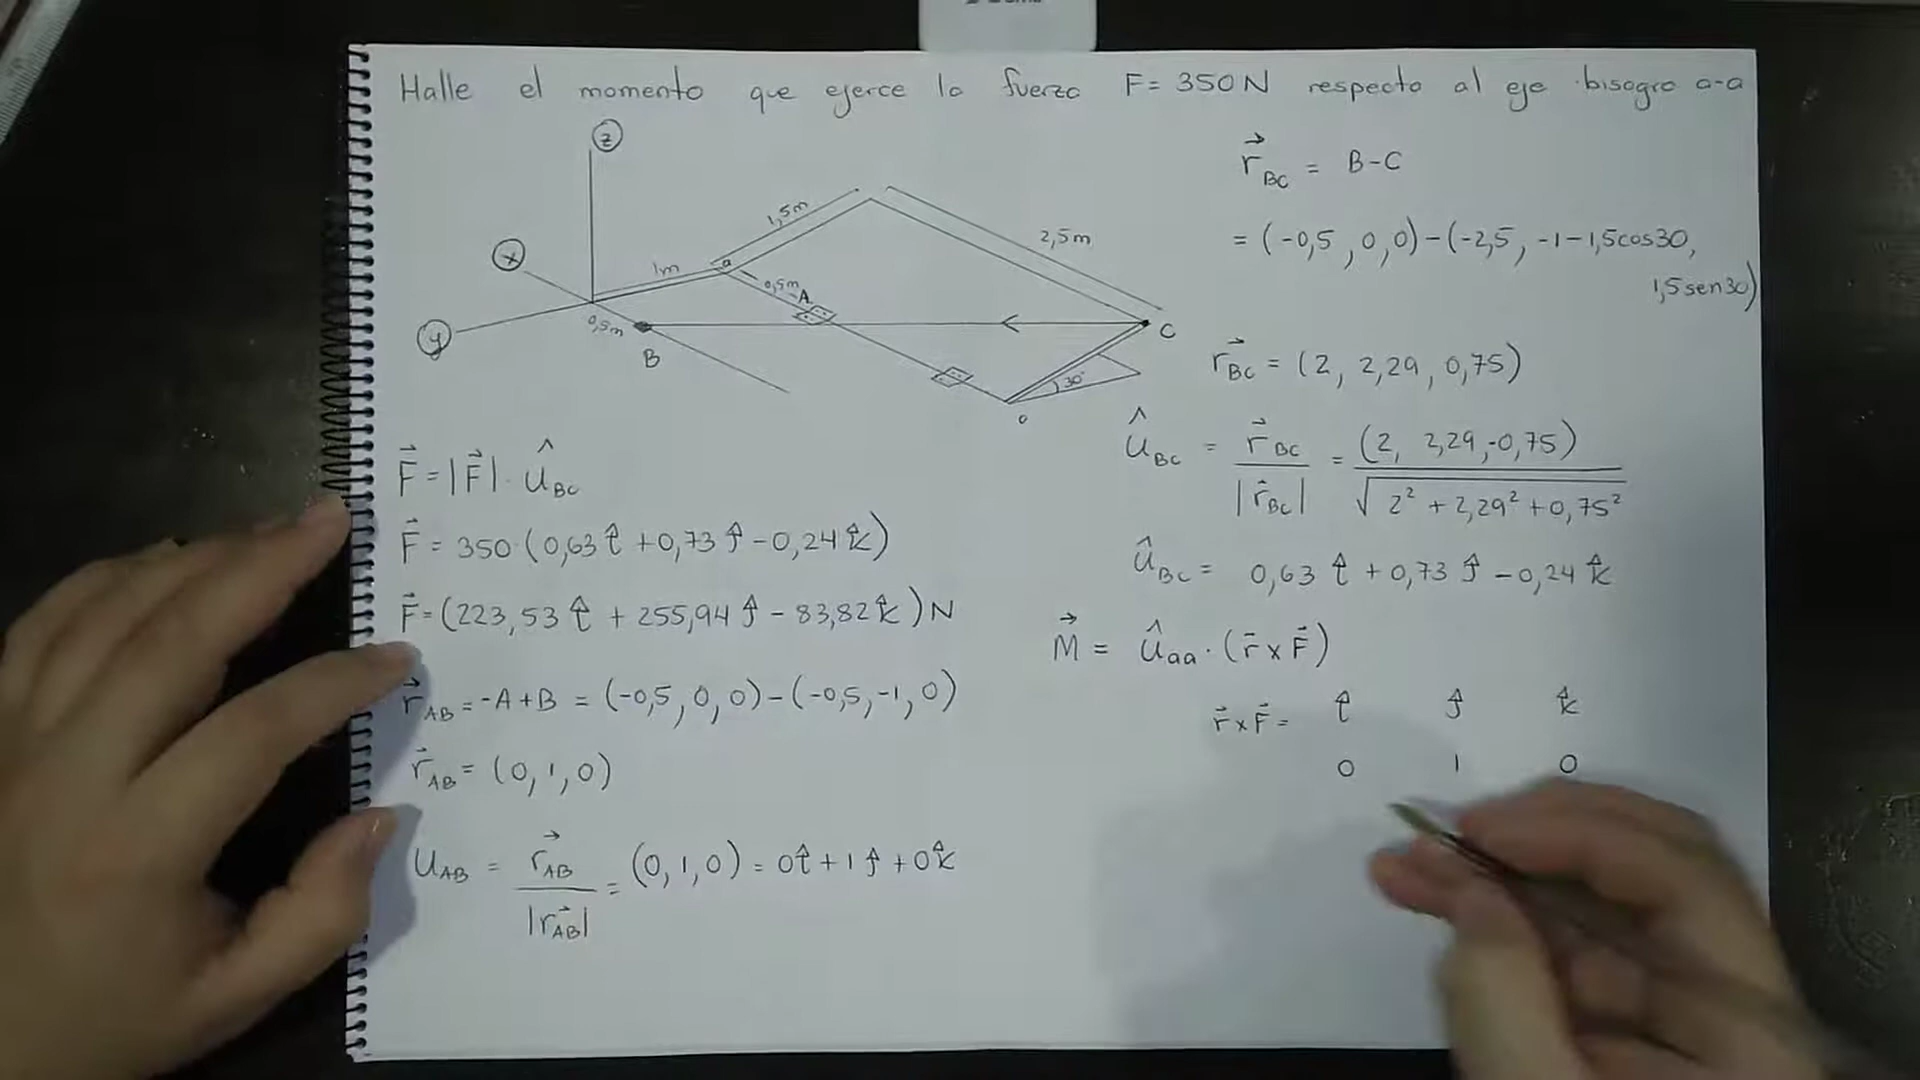 Halle el momento que ejerce la fuerza F= 350N respecto al eje bisagra a-a
z
x
y
1m
1,5m
2,5m
a
0,5m
A
0,5m
B
C
30°
a
r⃗BC = B-C
= (-0,5, 0, 0) - (-2,5, -1-1,5cos30,
1,5sen30)
r⃗BC = (2, 2,29, 0,75)
ûBC = r⃗BC / |r⃗BC| = (2, 2,29,-0,75) / √2² + 2,29² + 0,75²
ûBC = 0,63 î + 0,73 ĵ - 0,24 k̂
F⃗ = |F⃗| · ûBC
F⃗ = 350·(0,63 î + 0,73 ĵ - 0,24 k̂)
F⃗ = (223,53 î + 255,94 ĵ - 83,82 k̂) N
r⃗AB = -A+B = (-0,5, 0, 0) - (-0,5, -1, 0)
r⃗AB = (0, 1, 0)
UAB = r⃗AB / |r⃗AB| = (0, 1, 0) = 0î + 1ĵ + 0k̂
M⃗ = ûaa · (r⃗ x F⃗)
r⃗ x F⃗ = î ĵ k̂
0 1 0